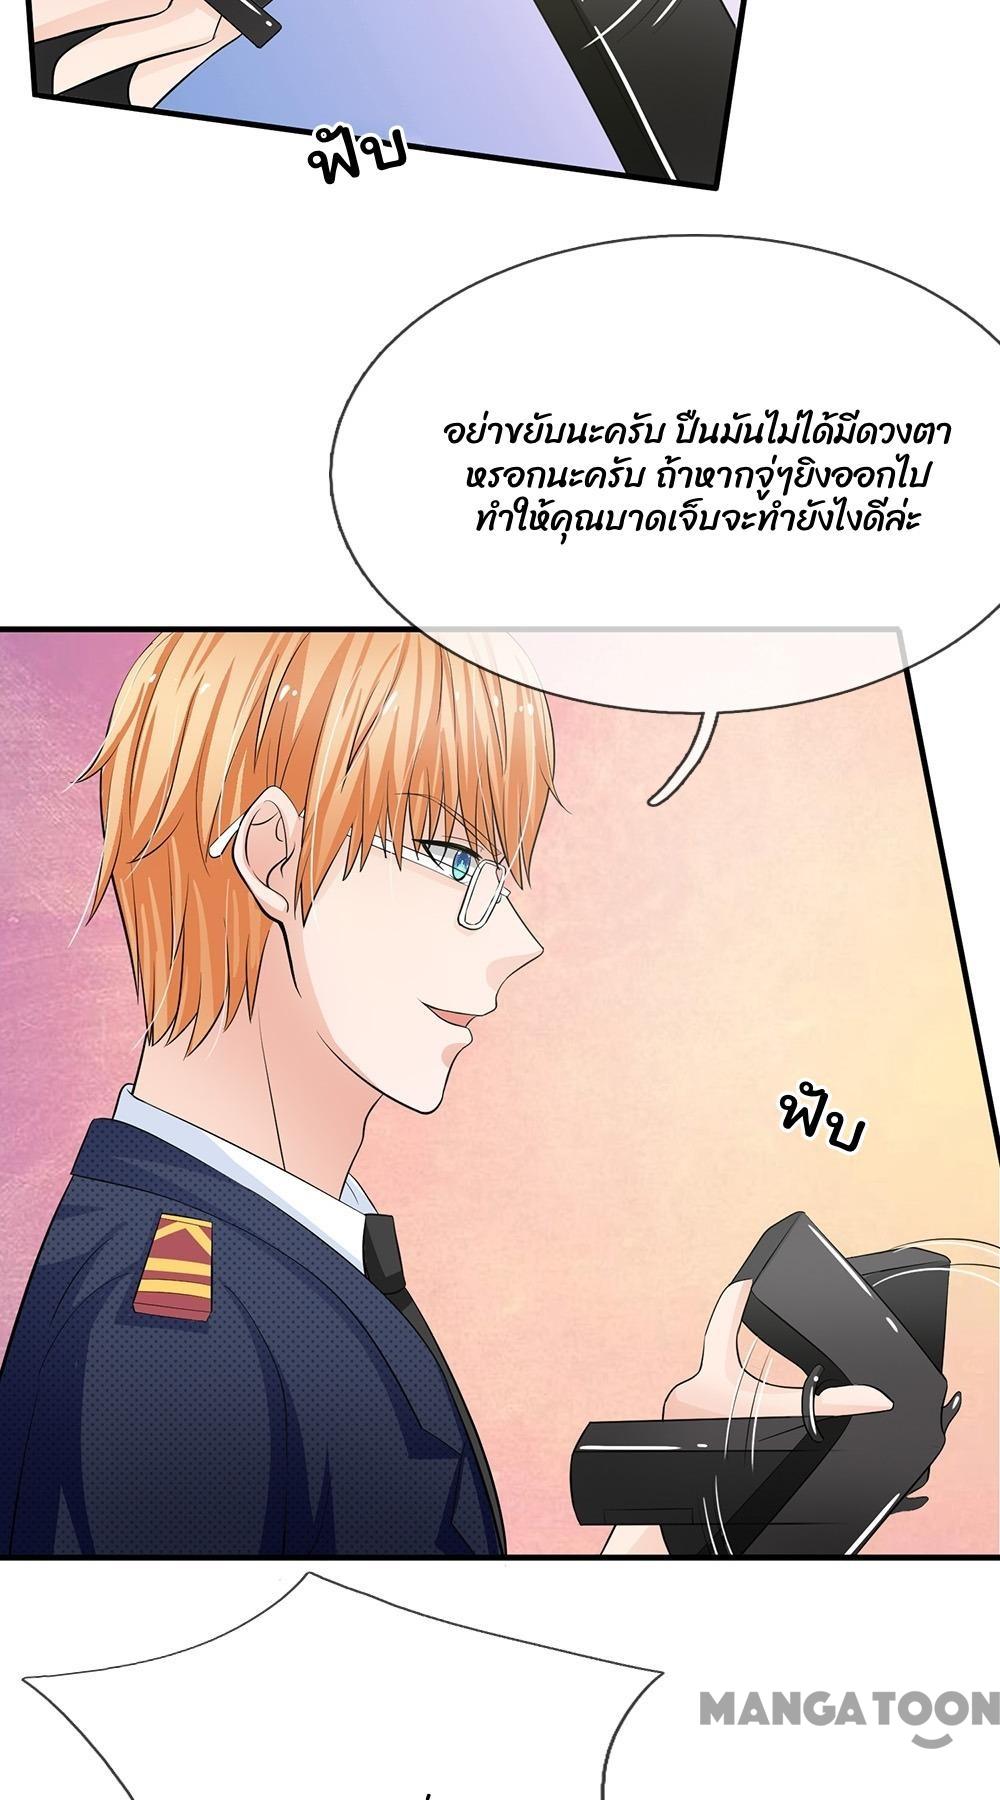 ฟับ
อย่าขยับนะครับ ปืนมันไม่ได้มีดวงตา
หรอกนะครับ ถ้าหากจู่ๆยิงออกไป
ทำให้คุณบาดเจ็บจะทำยังไงดีล่ะ
ฟับ
MANGATOON